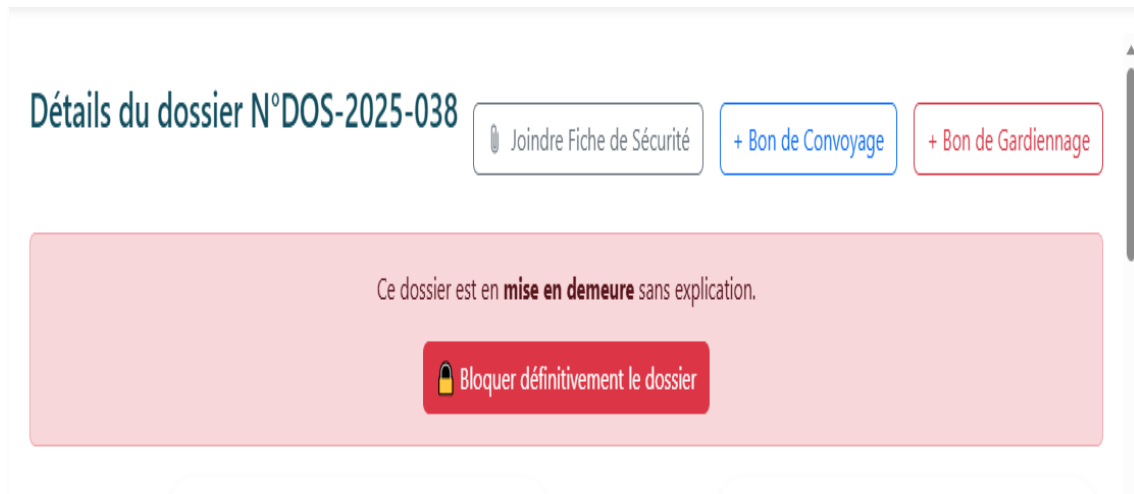 Détails du dossier N°DOS-2025-038
Joindre Fiche de Sécurité
+ Bon de Convoyage
+ Bon de Gardiennage
Ce dossier est en mise en demeure sans explication.
Bloquer définitivement le dossier